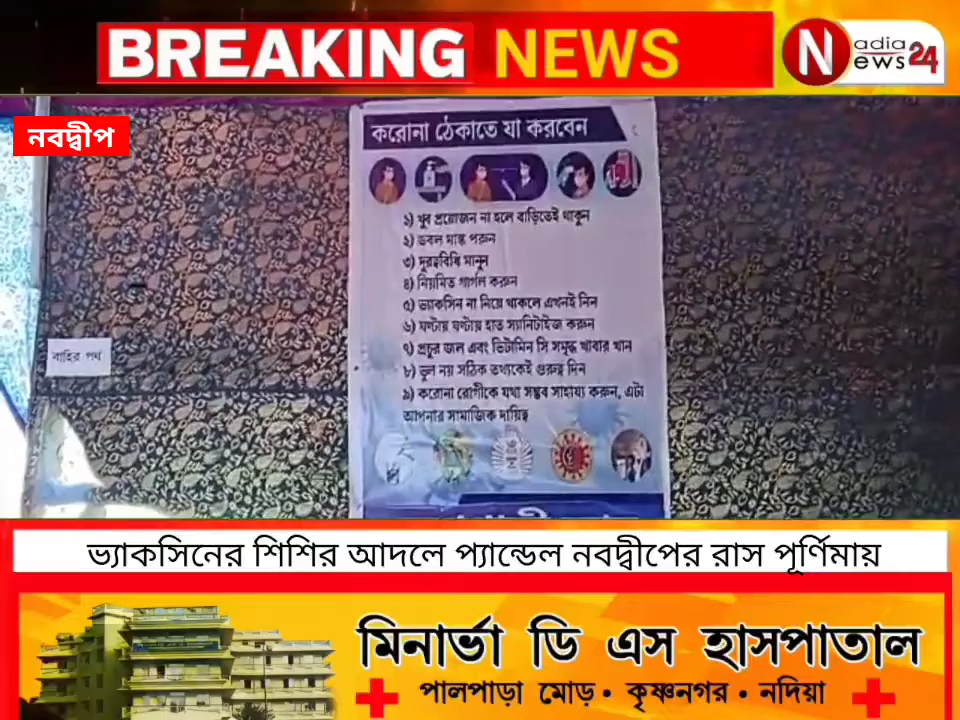 BREAKING NEWS
Nadia
News 24
নবদ্বীপ
করোনা ঠেকাতে যা করবেন
১) খুব প্রয়োজন না হলে বাড়িতেই থাকুন
২) ডবল মাস্ক পরুন
৩) দূরত্ববিধি মানুন
৪) নিয়মিত গার্গল করুন
৫) ভ্যাকসিন না নিয়ে থাকলে এখনই নিন
৬) ঘণ্টায় ঘণ্টায় হাত স্যানিটাইজ করুন
৭) প্রচুর জল এবং ভিটামিন সি সমৃদ্ধ খাবার খান
৮) ভুল নয় সঠিক তথ্যকেই গুরুত্ব দিন
৯) করোনা রোগীকে যথা সম্ভব সাহায্য করুন, এটা
আপনার সামাজিক দায়িত্ব
বাহির পথ
ভ্যাকসিনের শিশির আদলে প্যান্ডেল নবদ্বীপের রাস পূর্ণিমায়
মিনার্ভা ডি এস হাসপাতাল
পালপাড়া মোড় • কৃষ্ণনগর • নদিয়া